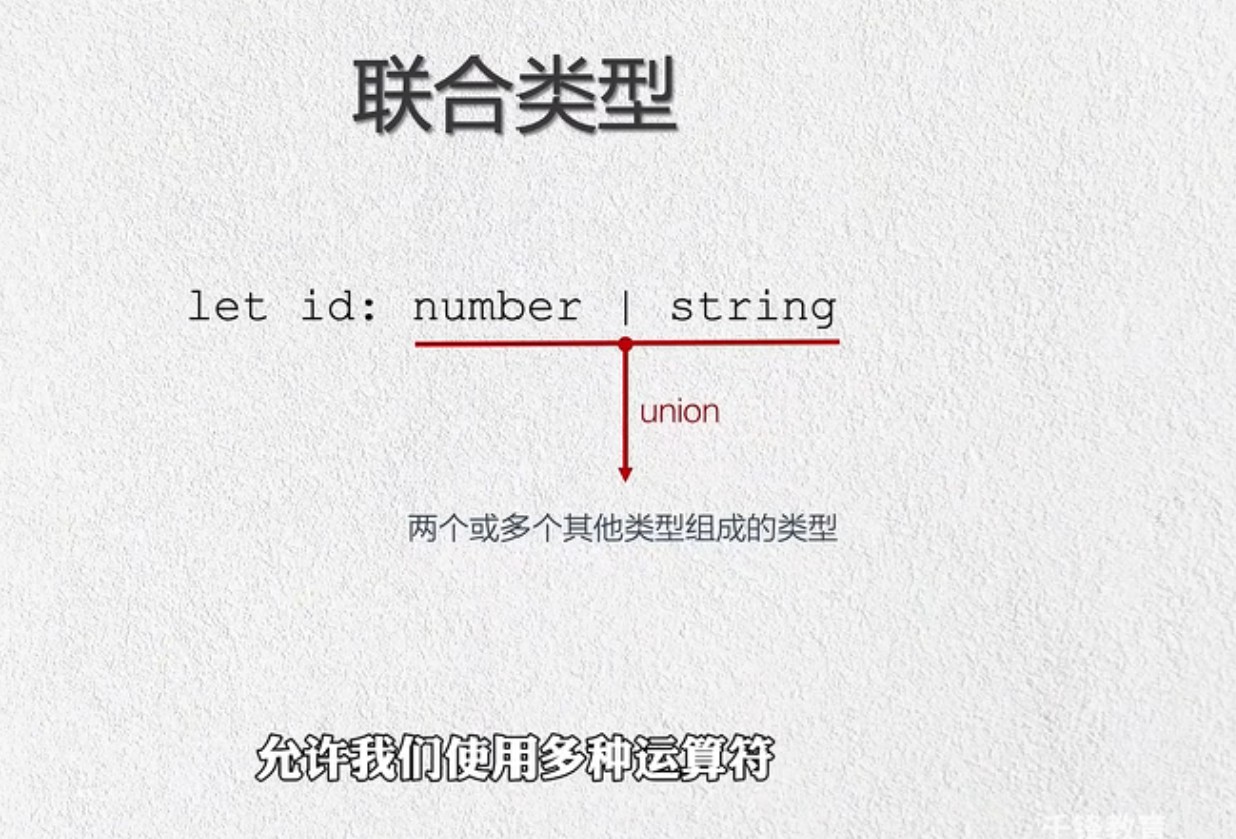 联合类型
let id: number | string
union
两个或多个其他类型组成的类型
允许我们使用多种运算符